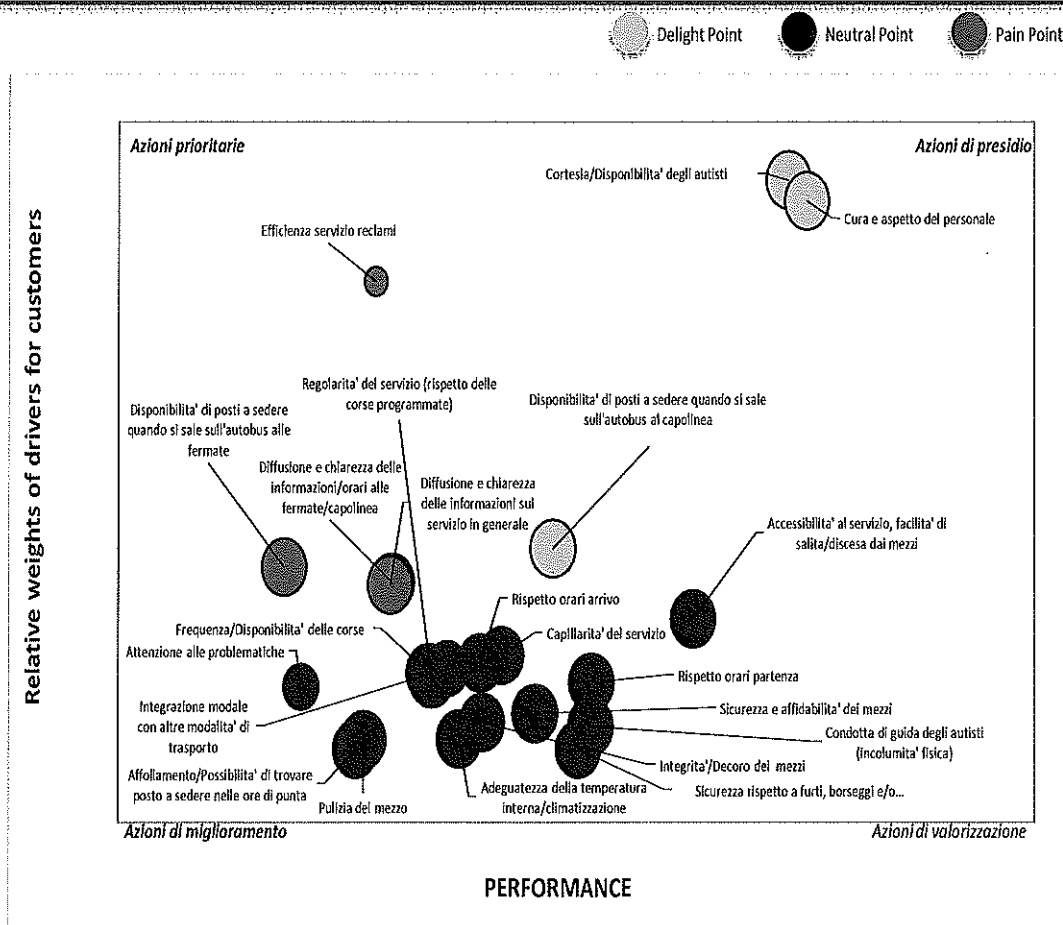 Delight Point
Neutral Point
Pain Point
Relative weights of drivers for customers
Azioni prioritarie
Azioni di presidio
Cortesia/Disponibilita' degli autisti
Cura e aspetto del personale
Efficienza servizio reclami
Regolarita' del servizio (rispetto delle
corse programmate)
Disponibilita' di posti a sedere
quando si sale sull'autobus alle
fermate
Disponibilita' di posti a sedere quando si sale
sull'autobus al capolinea
Diffusione e chiarezza delle
informazioni/orari alle
fermate/capolinea
Diffusione e chiarezza
delle informazioni sul
servizio in generale
Accessibilita' al servizio, facilita' di
salita/discesa dai mezzi
Rispetto orari arrivo
Frequenza/Disponibilita' delle corse
Capillarita' del servizio
Attenzione alle problematiche
Rispetto orari partenza
Integrazione modale
con altre modalita' di
trasporto
Sicurezza e affidabilita' dei mezzi
Condotta di guida degli autisti
(incolumita' fisica)
Integrita'/Decoro dei mezzi
Affollamento/Possibilita' di trovare
posto a sedere nelle ore di punta
Pulizia del mezzo
Adeguatezza della temperatura
interna/climatizzazione
Sicurezza rispetto a furti, borseggi e/o...
Azioni di miglioramento
Azioni di valorizzazione
PERFORMANCE